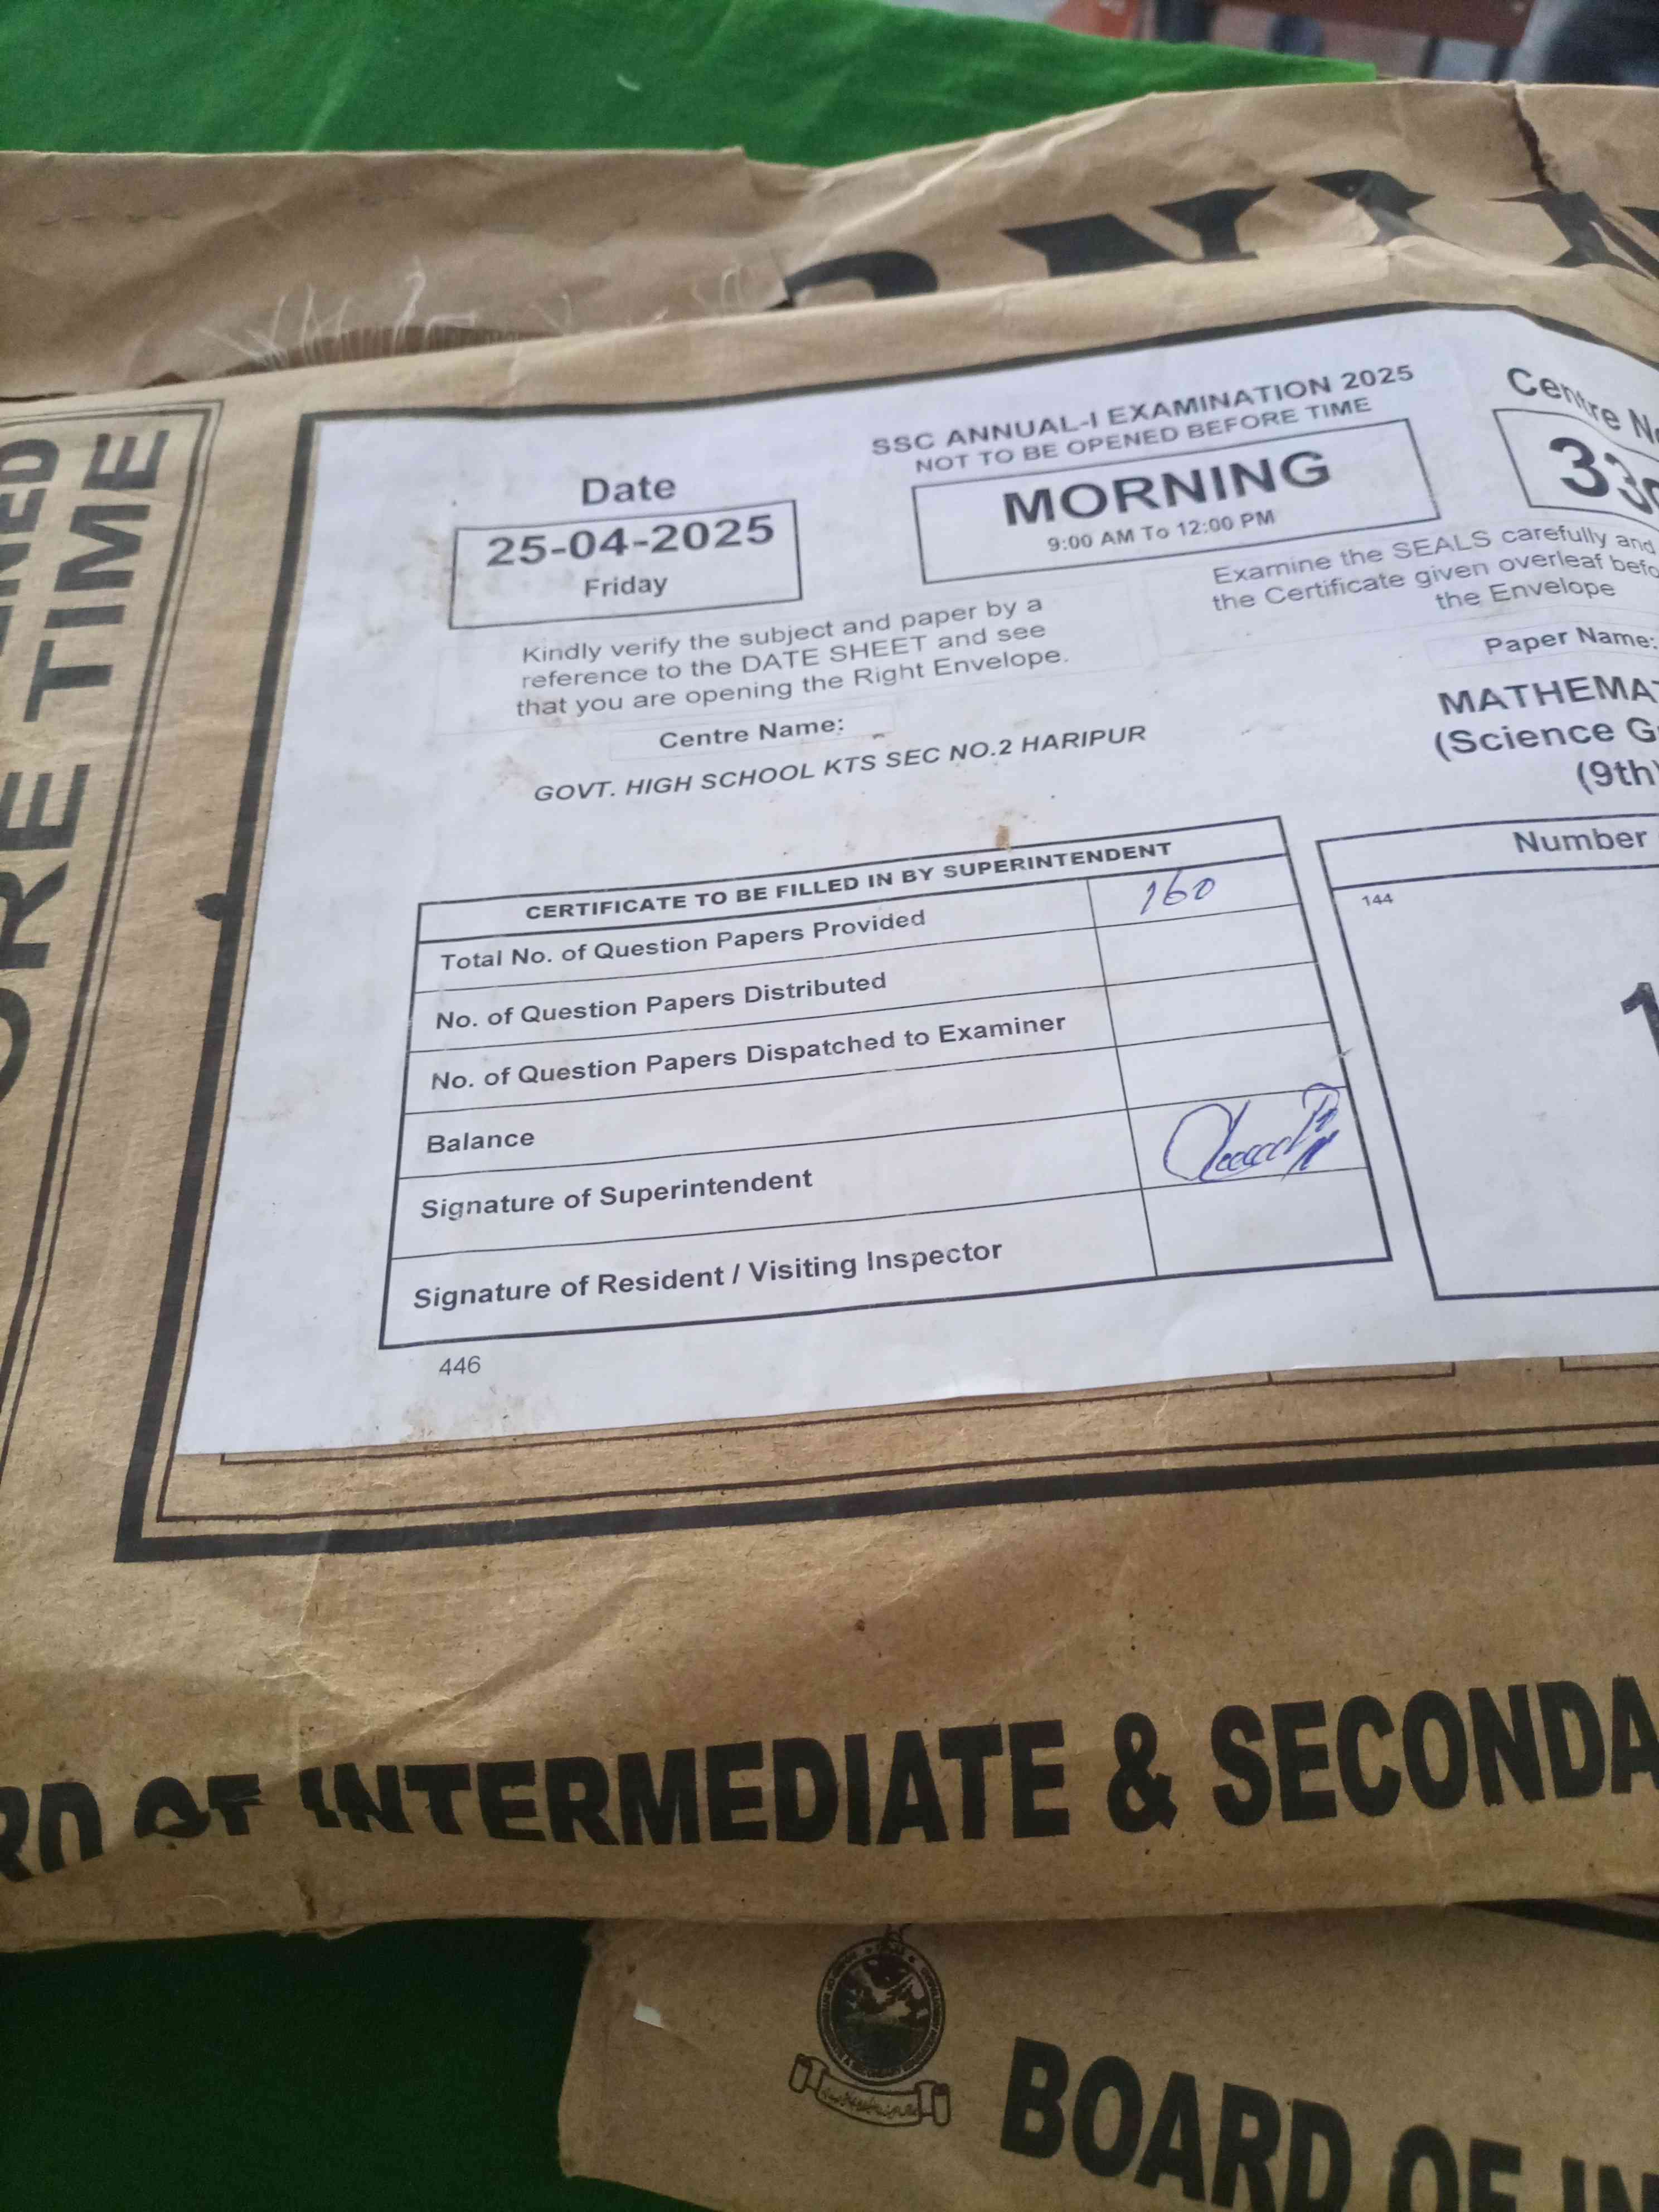 SSC ANNUAL-I EXAMINATION 2025
NOT TO BE OPENED BEFORE TIME
Date
25-04-2025
Friday
MORNING
9:00 AM To 12:00 PM
Centre
Kindly verify the subject and paper by a
reference to the DATE SHEET and see
that you are opening the Right Envelope.
Examine the SEALS carefully and
the Certificate given overleaf
the Envelope
Centre Name:
GOVT. HIGH SCHOOL KTS SEC NO.2 HARIPUR
Paper Name:
(Science
(9th)
CERTIFICATE TO BE FILLED IN BY SUPERINTENDENT
Total No. of Question Papers Provided 160
No. of Question Papers Distributed
No. of Question Papers Dispatched to Examiner
Balance
Signature of Superintendent
Signature of Resident / Visiting Inspector
446
Number
144
TIME
OF INTERMEDIATE & SECONDA
BOARD OF IN